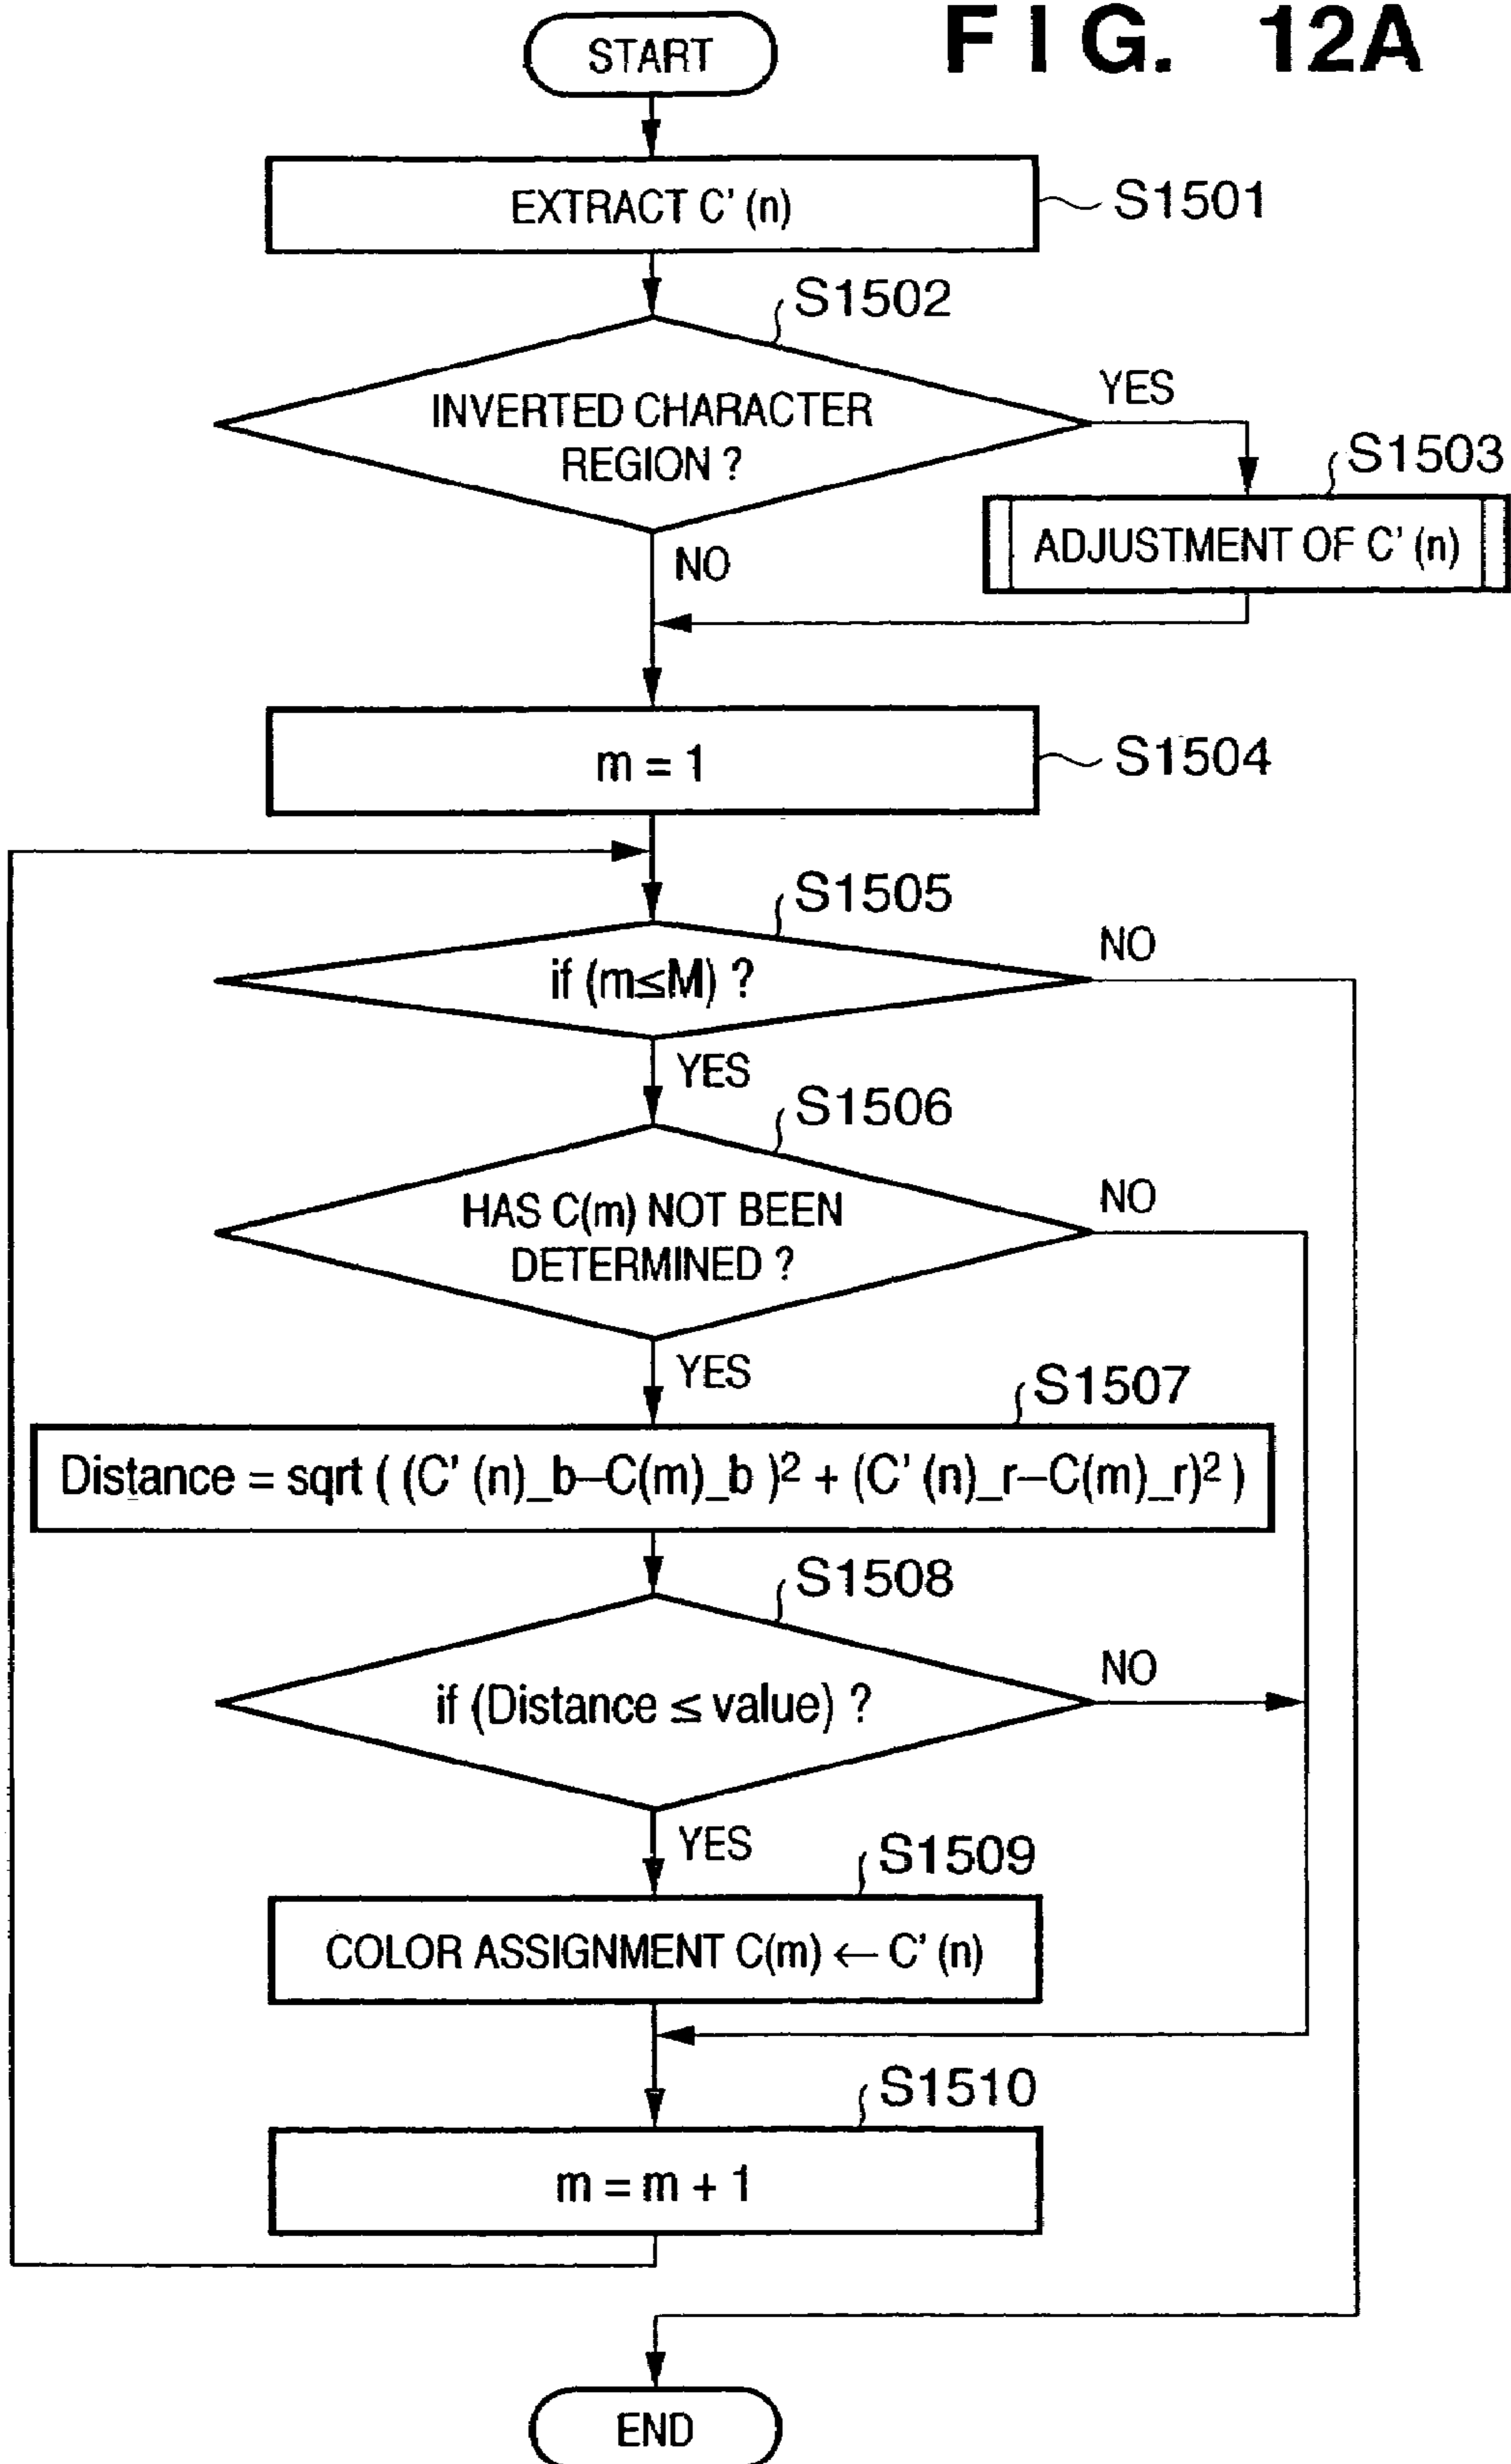 FIG. 12A
START
EXTRACT C' (n)
S1501
S1502
INVERTED CHARACTER
REGION ?
YES
S1503
ADJUSTMENT OF C' (n)
NO
m = 1
S1504
S1505
if (m≤M) ?
NO
YES
S1506
HAS C(m) NOT BEEN
DETERMINED ?
NO
YES
S1507
Distance = sqrt ( (C' (n)_b–C(m)_b )² + (C' (n)_r–C(m)_r)² )
S1508
if (Distance ≤ value) ?
NO
YES
S1509
COLOR ASSIGNMENT C(m) ← C' (n)
S1510
m = m + 1
END